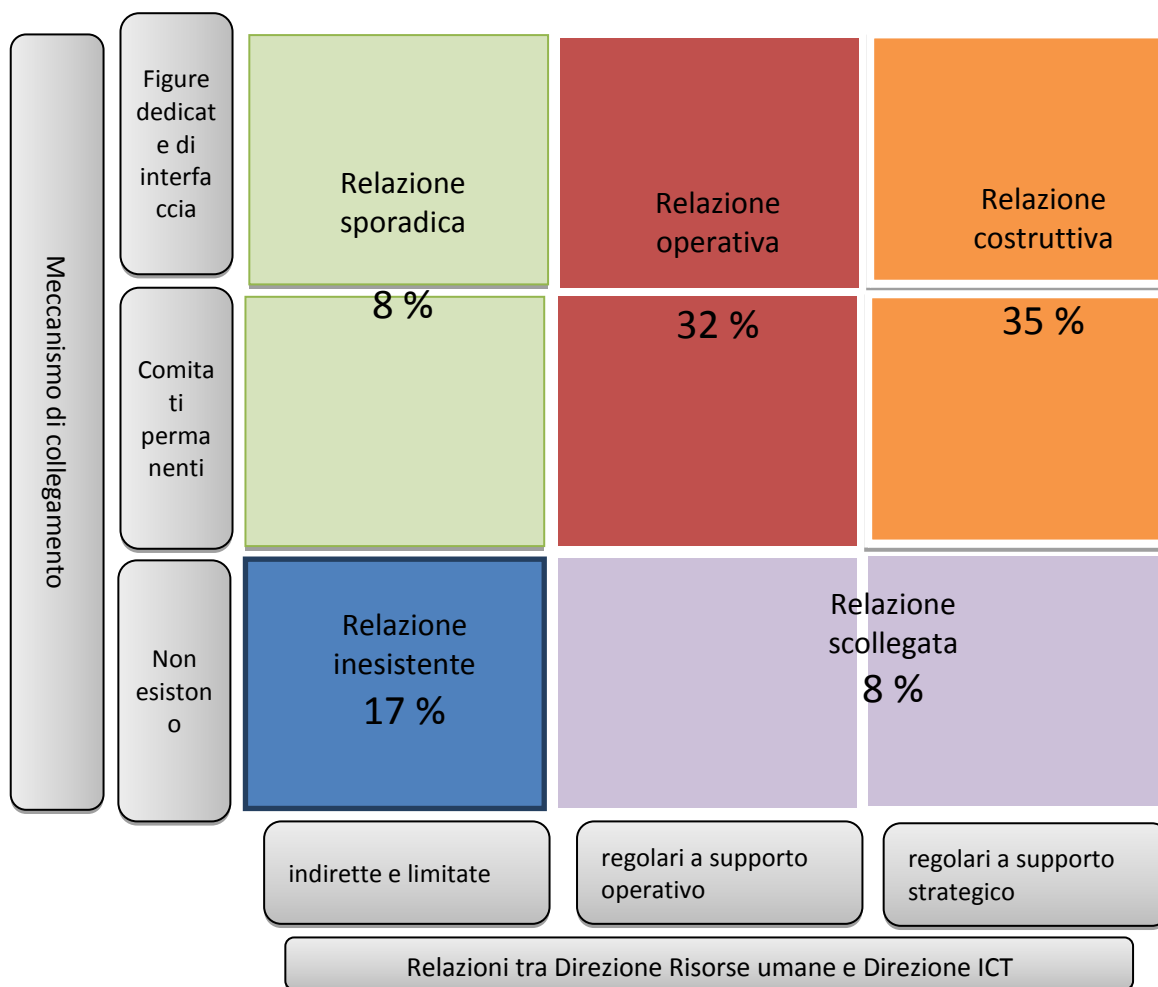 Meccanismo di collegamento
Figure
dedicat
e di
interfa
ccia
Relazione
sporadica
8 %
Relazione
operativa
32 %
Relazione
costruttiva
35 %
Comita
ti
perma
nenti
Non
esiston
o
Relazione
inesistente
17 %
Relazione
scollegata
8 %
indirette e limitate
regolari a supporto
operativo
regolari a supporto
strategico
Relazioni tra Direzione Risorse umane e Direzione ICT